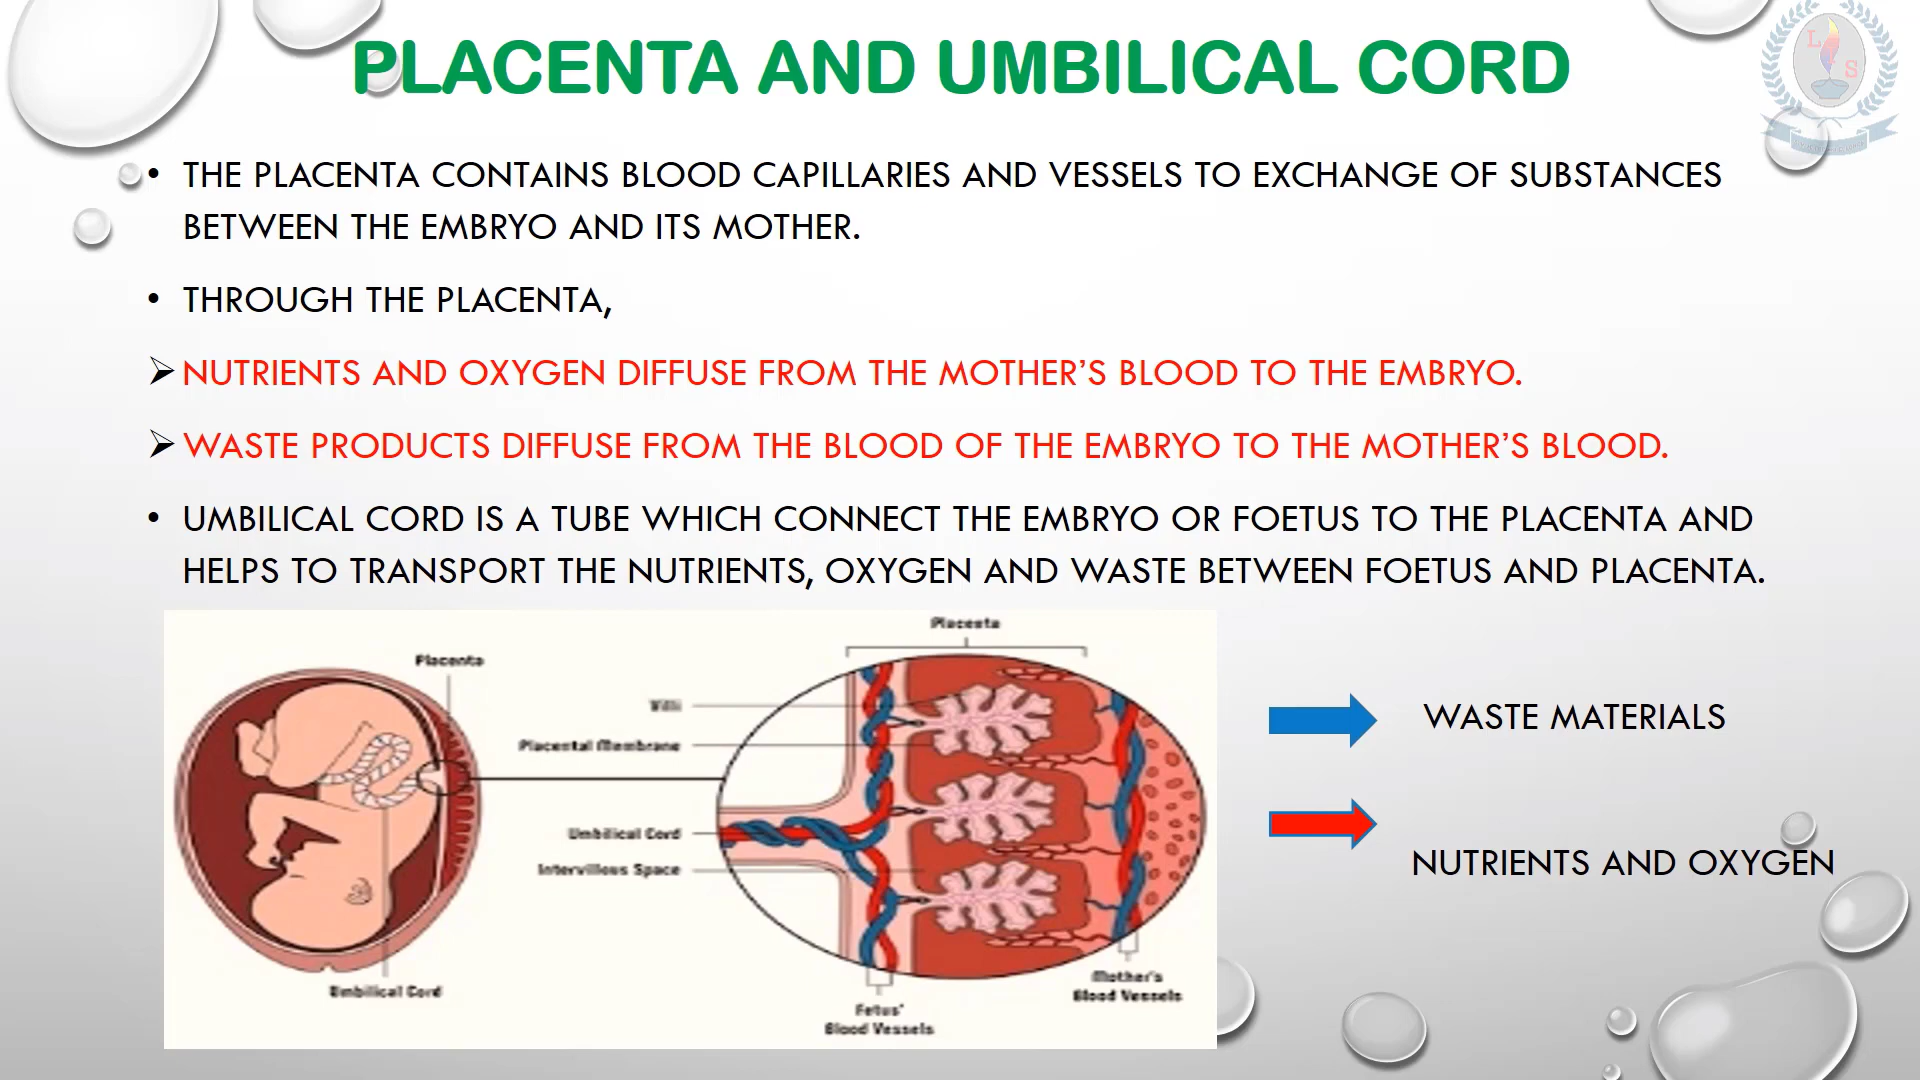 PLACENTA AND UMBILICAL CORD
L
S
• THE PLACENTA CONTAINS BLOOD CAPILLARIES AND VESSELS TO EXCHANGE OF SUBSTANCES
BETWEEN THE EMBRYO AND ITS MOTHER.
• THROUGH THE PLACENTA,
➢ NUTRIENTS AND OXYGEN DIFFUSE FROM THE MOTHER’S BLOOD TO THE EMBRYO.
➢ WASTE PRODUCTS DIFFUSE FROM THE BLOOD OF THE EMBRYO TO THE MOTHER’S BLOOD.
• UMBILICAL CORD IS A TUBE WHICH CONNECT THE EMBRYO OR FOETUS TO THE PLACENTA AND
HELPS TO TRANSPORT THE NUTRIENTS, OXYGEN AND WASTE BETWEEN FOETUS AND PLACENTA.
Placenta
Umbilical Cord
Placenta
Villi
Placental Membrane
Umbilical Cord
Intervillous Space
Fetus'
Blood Vessels
Mother's
Blood Vessels
WASTE MATERIALS
NUTRIENTS AND OXYGEN